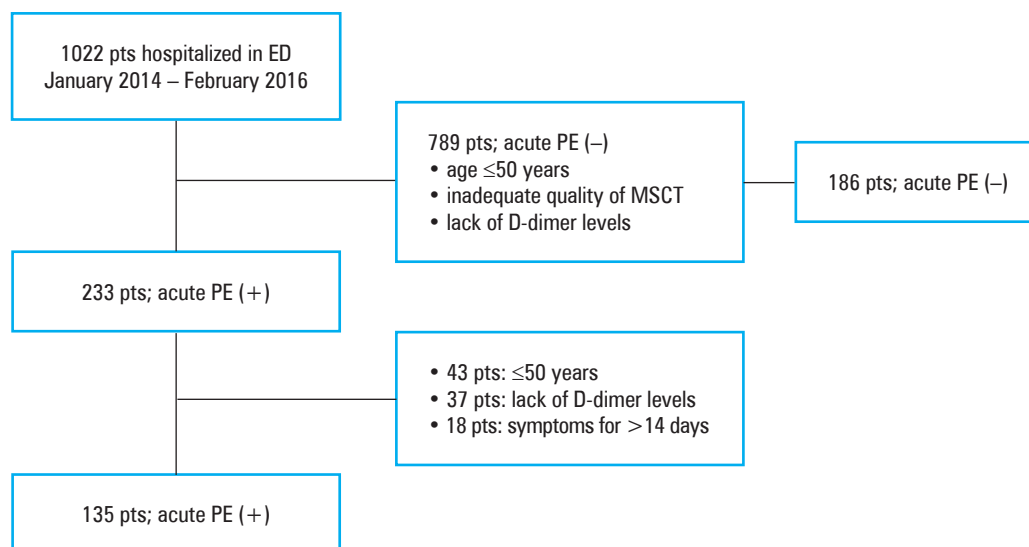 1022 pts hospitalized in ED
January 2014 – February 2016
789 pts; acute PE (–)
• age ≤50 years
• inadequate quality of MSCT
• lack of D-dimer levels
186 pts; acute PE (–)
233 pts; acute PE (+)
• 43 pts: ≤50 years
• 37 pts: lack of D-dimer levels
• 18 pts: symptoms for >14 days
135 pts; acute PE (+)